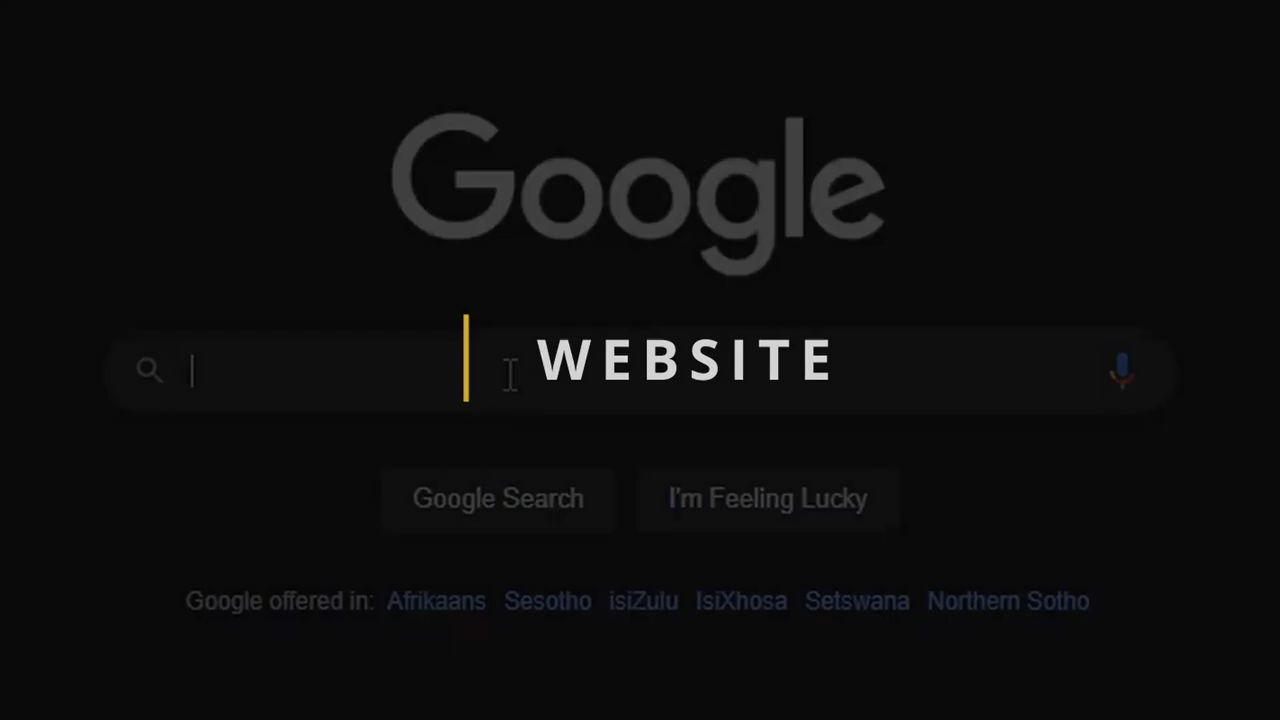 Google
WEBSITE
Google Search I'm Feeling Lucky
Google offered in: Afrikaans Sesotho isiZulu IsiXhosa Setswana Northern Sotho